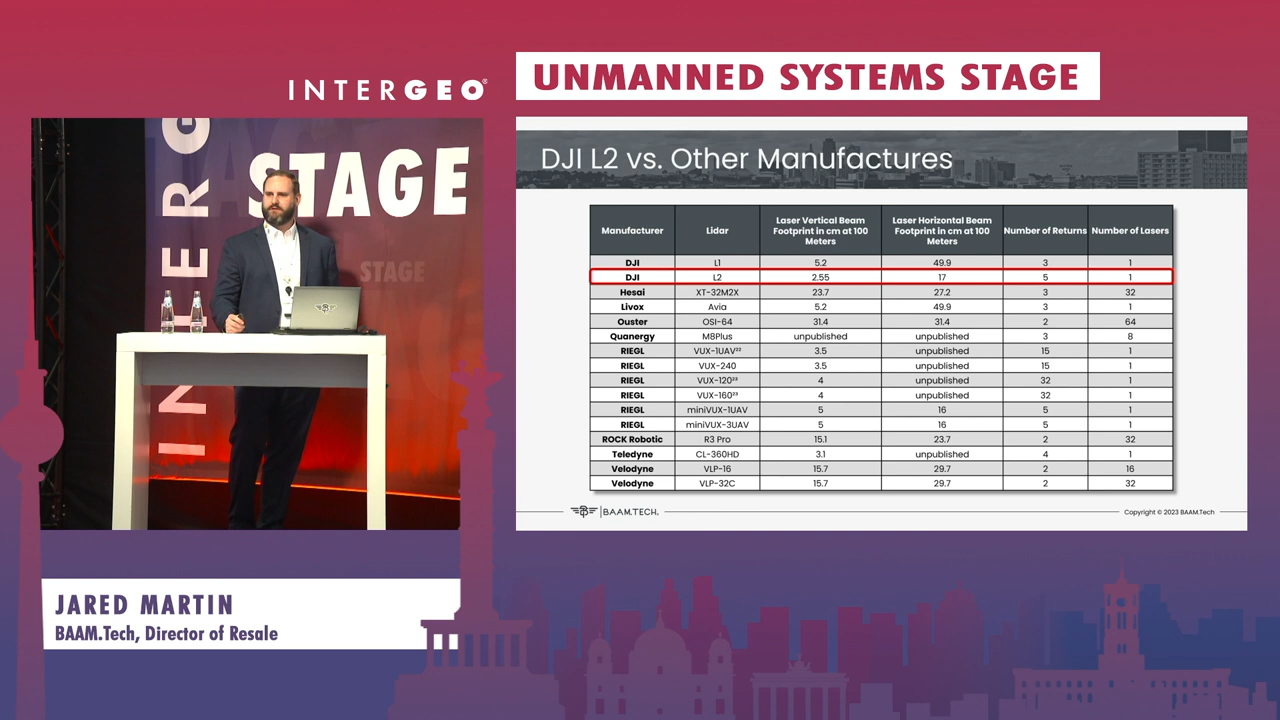 INTERGEO®
UNMANNED SYSTEMS STAGE
INTERG
STAGE
STAGE
DJI L2 vs. Other Manufactures
Manufacturer Lidar Laser Vertical Beam Footprint in cm at 100 Meters Laser Horizontal Beam Footprint in cm at 100 Meters Number of Returns Number of Lasers
DJI L1 5.2 49.9 3 1
DJI L2 2.55 17 5 1
Hesai XT-32M2X 23.7 27.2 3 32
Livox Avia 5.2 49.9 3 1
Ouster OSI-64 31.4 31.4 2 64
Quanergy M8Plus unpublished unpublished 3 8
RIEGL VUX-1UAV²² 3.5 unpublished 15 1
RIEGL VUX-240 3.5 unpublished 15 1
RIEGL VUX-120²³ 4 unpublished 32 1
RIEGL VUX-160²³ 4 unpublished 32 1
RIEGL miniVUX-1UAV 5 16 5 1
RIEGL miniVUX-3UAV 5 16 5 1
ROCK Robotic R3 Pro 15.1 23.7 2 32
Teledyne CL-360HD 3.1 unpublished 4 1
Velodyne VLP-16 15.7 29.7 2 16
Velodyne VLP-32C 15.7 29.7 2 32
BAAM.TECH.
Copyright © 2023 BAAM.Tech
JARED MARTIN
BAAM.Tech, Director of Resale